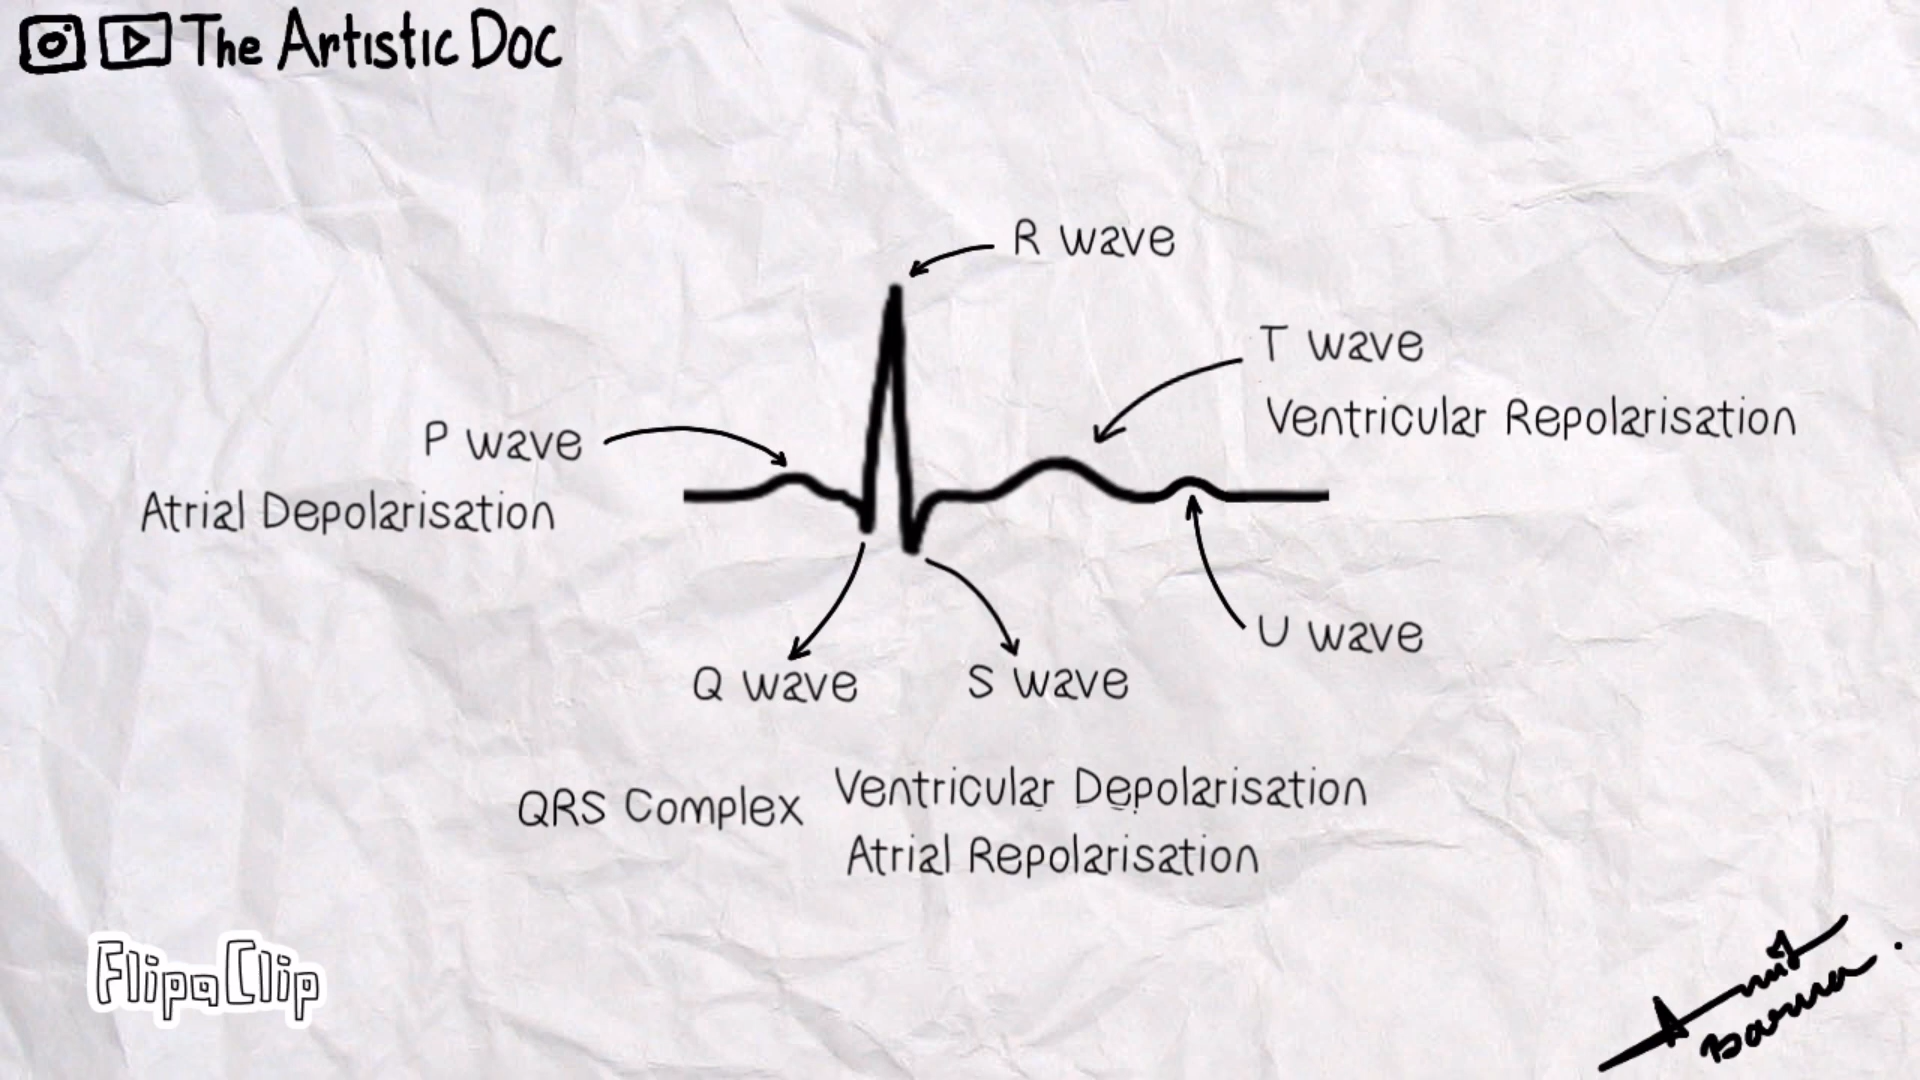 The Artistic Doc
R wave
T wave
Ventricular Repolarisation
P wave
Atrial Depolarisation
U wave
Q wave
S wave
QRS Complex
Ventricular Depolarisation
Atrial Repolarisation
FlipaClip